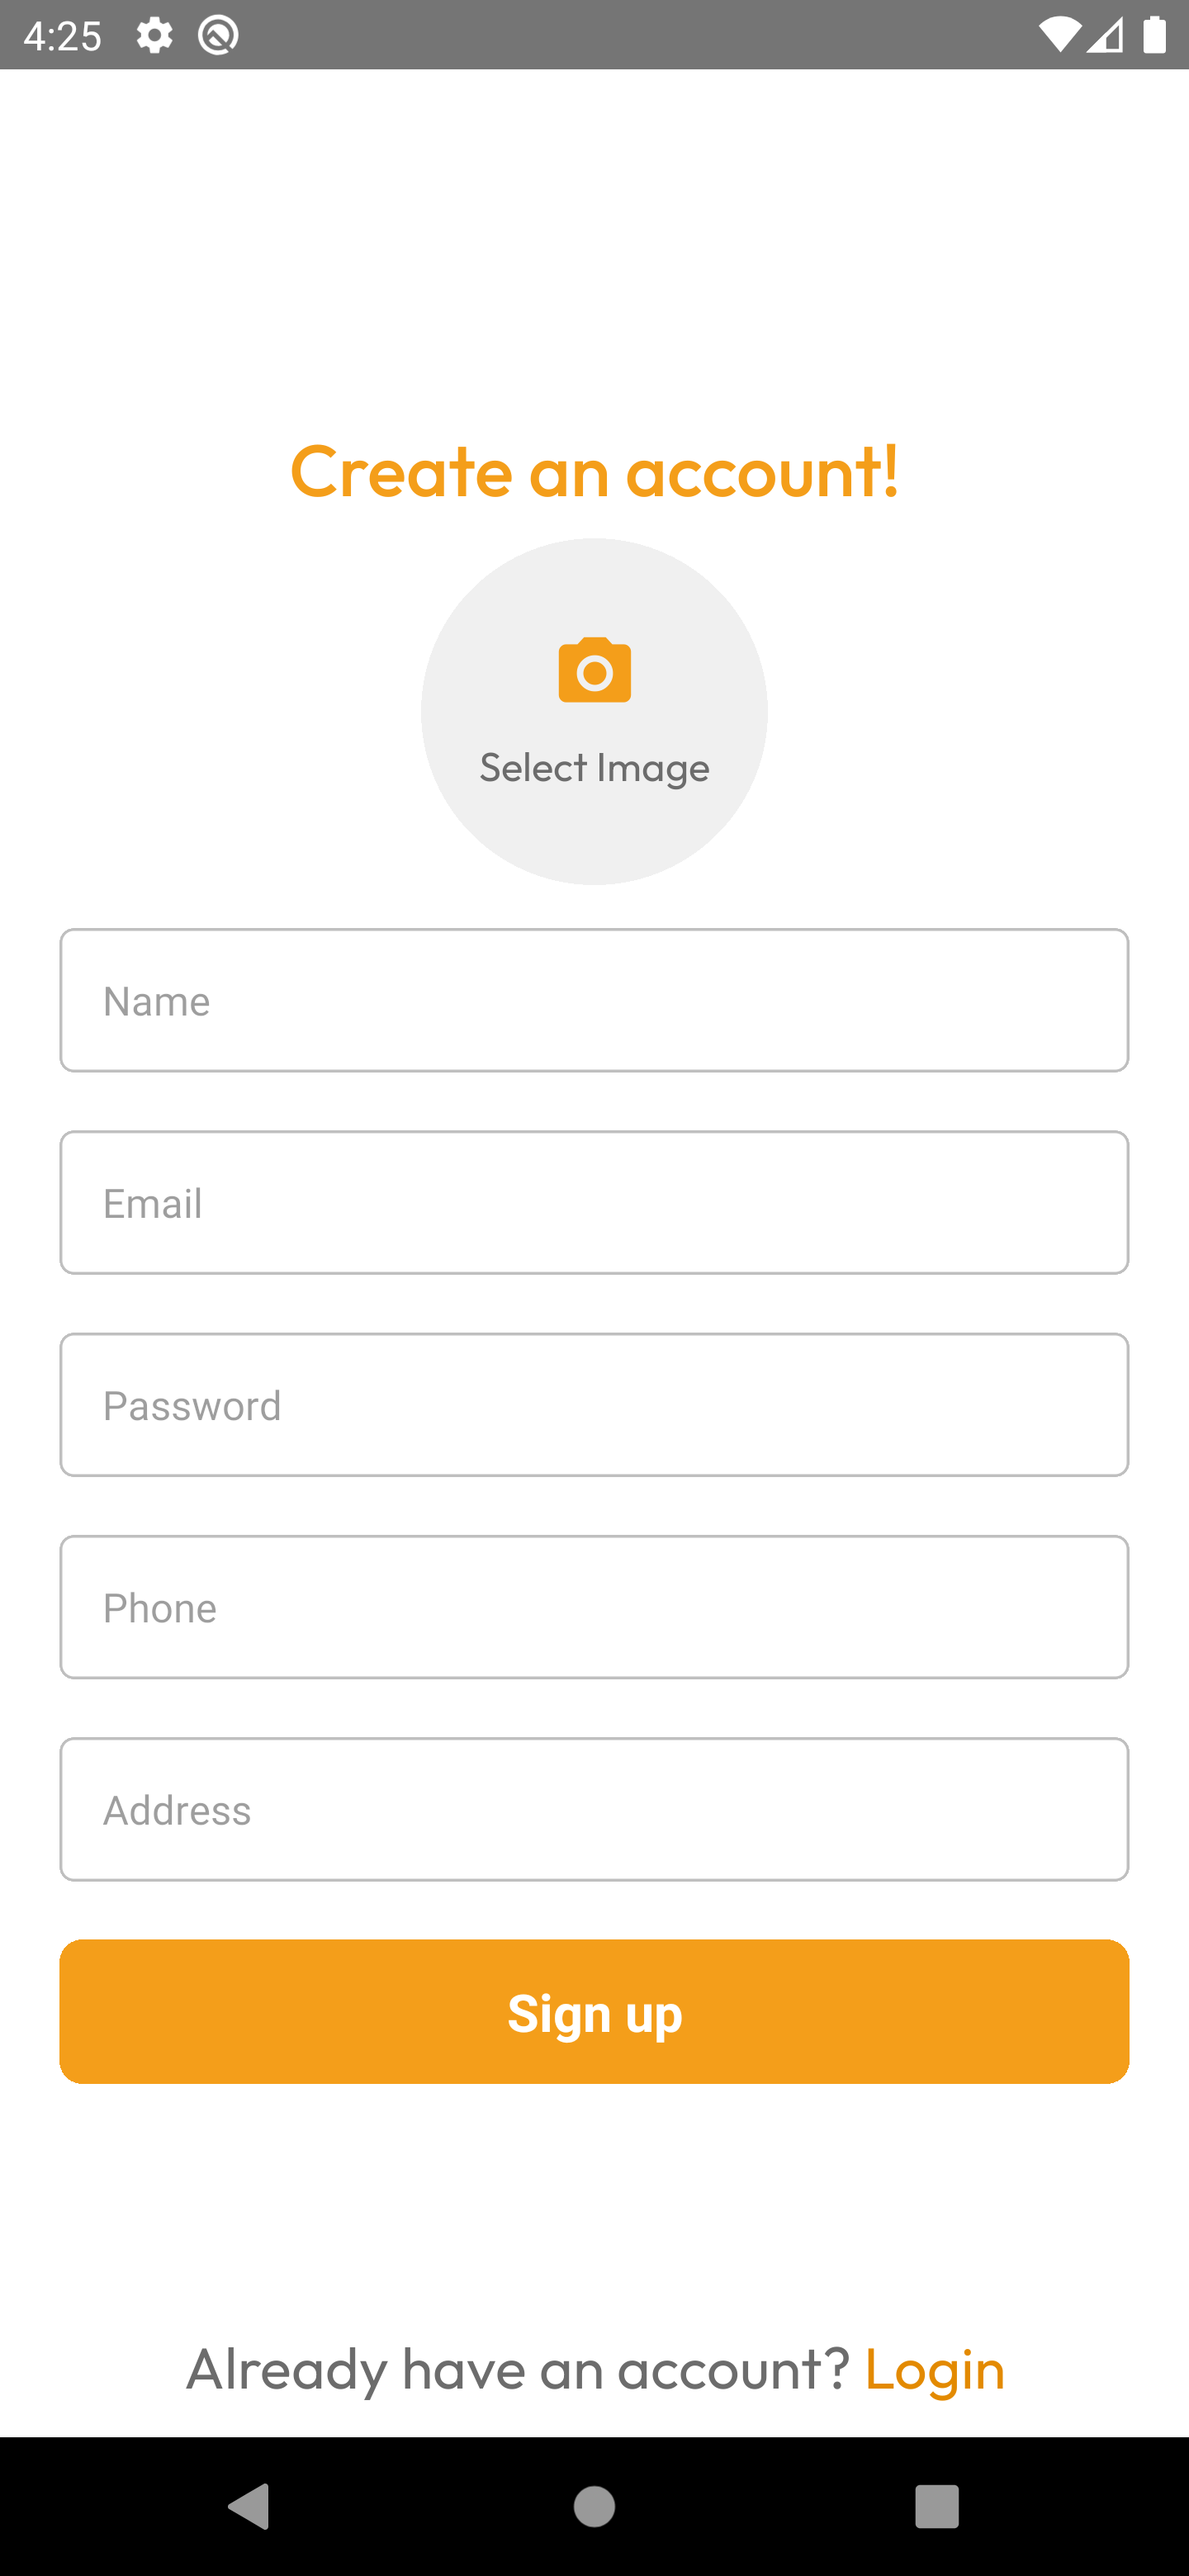 4:25
Create an account!
Select Image
Name
Email
Password
Phone
Address
Sign up
Already have an account? Login